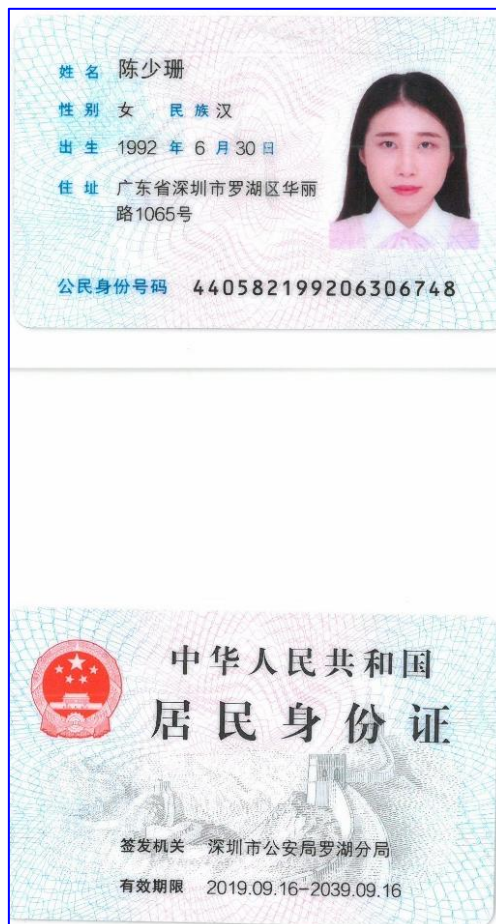 姓名 陈少珊
性别 女 民族 汉
出生 1992 年 6 月 30 日
住址 广东省深圳市罗湖区华丽
路1065号
公民身份号码 440582199206306748
中华人民共和国
居民身份证
签发机关 深圳市公安局罗湖分局
有效期限 2019.09.16-2039.09.16